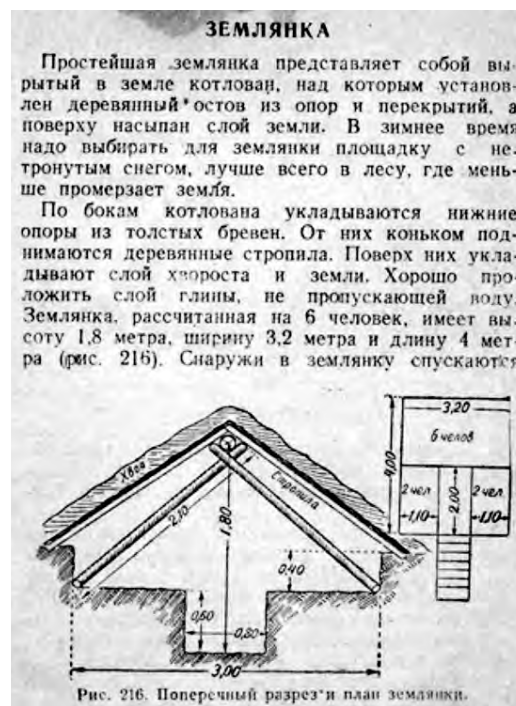 ЗЕМЛЯНКА
Простейшая землянка представляет собой вы-
рытый в земле котлован, над которым установ-
лен деревянный остов из опор и перекрытий, а
поверху насыпан слой земли. В зимнее время
надо выбирать для землянки площадку с не-
тронутым снегом, лучше всего в лесу, где мень-
ше промерзает земля.
По бокам котлована укладываются нижние
опоры из толстых бревен. От них коньком под-
нимаются деревянные стропила. Поверх них укла-
дывают слой хвороста и земли. Хорошо про-
ложить слой глины, не пропускающей воду.
Землянка, рассчитанная на 6 человек, имеет вы-
соту 1,8 метра, ширину 3,2 метра и длину 4 мет-
ра (рис. 216). Снаружи в землянку спускаются
Хвоя
Стропила
2,10
1,80
0,40
0,60
0,80
3,00
3,20
6 челов
4,00
2 чел
2,00
2 чел
1,10
1,10
Рис. 216. Поперечный разрез и план землянки.